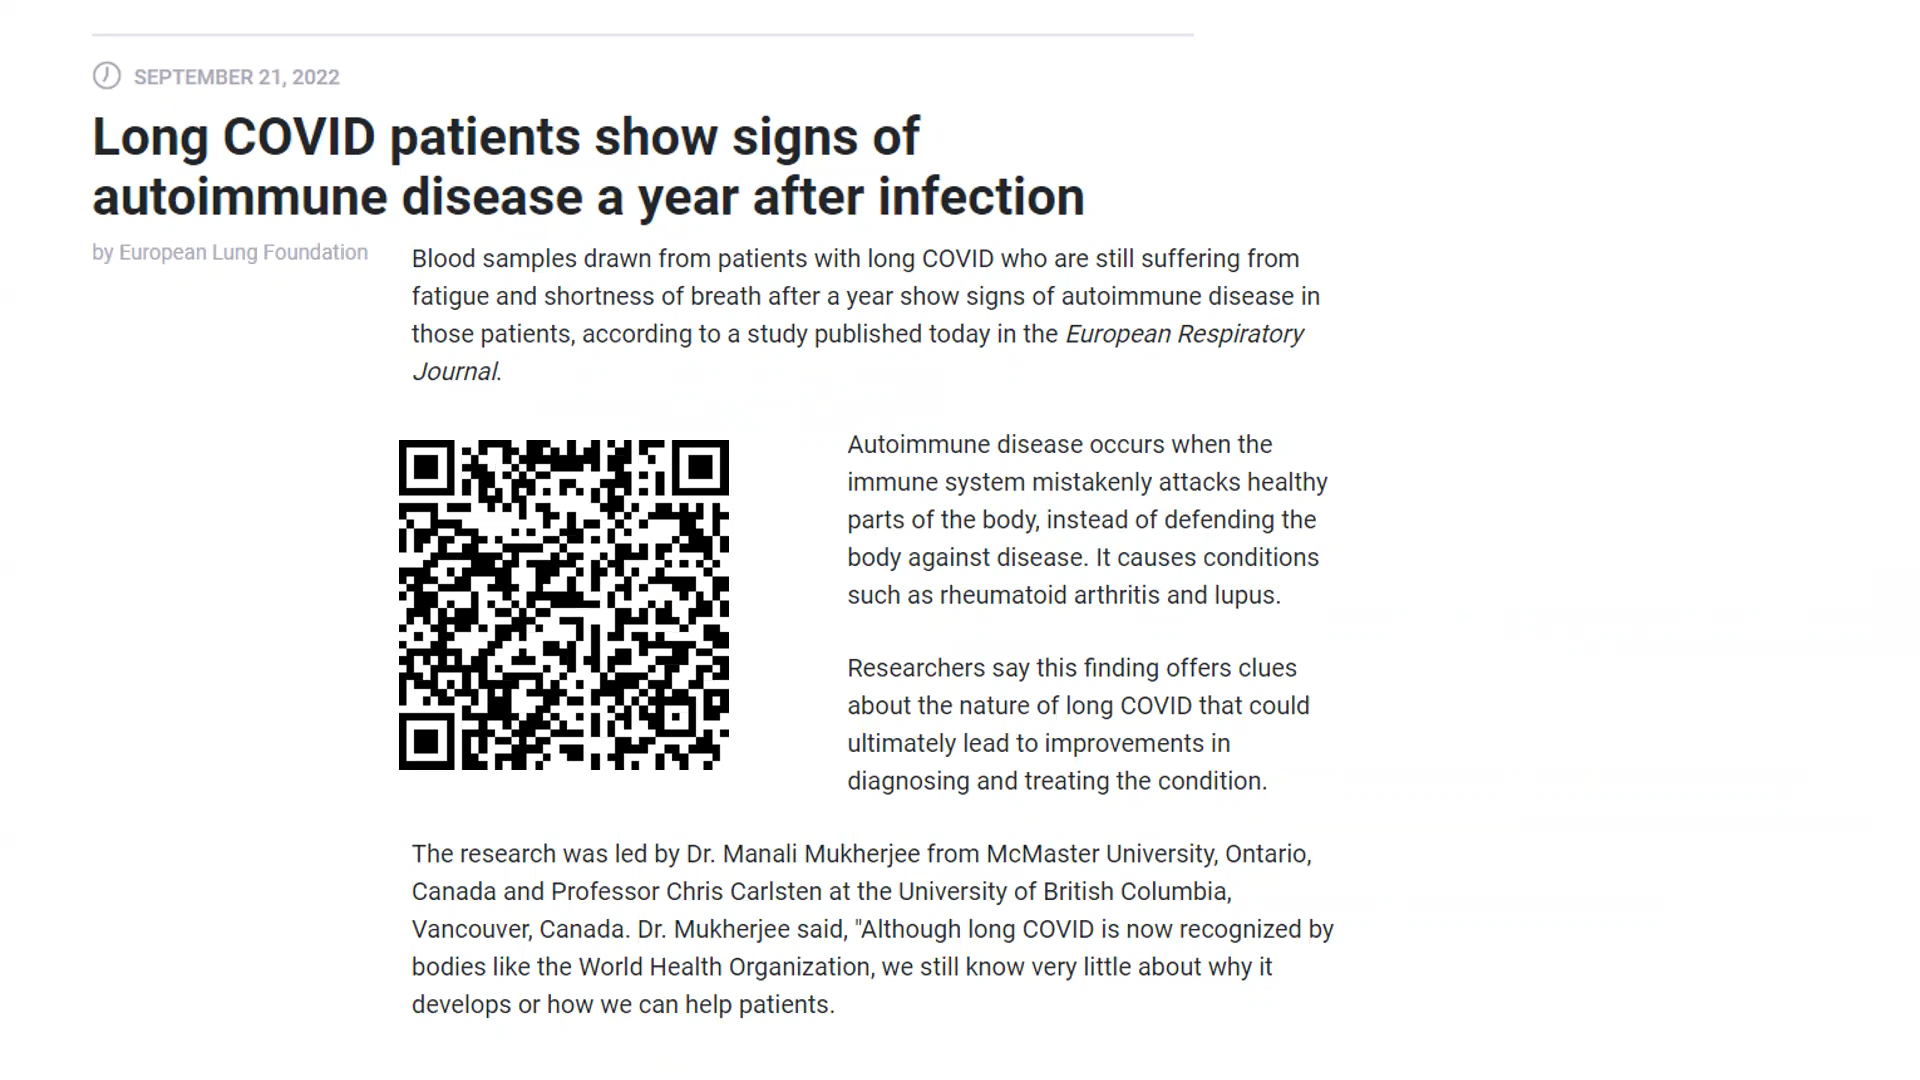 SEPTEMBER 21, 2022
Long COVID patients show signs of
autoimmune disease a year after infection
by European Lung Foundation
Blood samples drawn from patients with long COVID who are still suffering from
fatigue and shortness of breath after a year show signs of autoimmune disease in
those patients, according to a study published today in the European Respiratory
Journal.
Autoimmune disease occurs when the
immune system mistakenly attacks healthy
parts of the body, instead of defending the
body against disease. It causes conditions
such as rheumatoid arthritis and lupus.
Researchers say this finding offers clues
about the nature of long COVID that could
ultimately lead to improvements in
diagnosing and treating the condition.
The research was led by Dr. Manali Mukherjee from McMaster University, Ontario,
Canada and Professor Chris Carlsten at the University of British Columbia,
Vancouver, Canada. Dr. Mukherjee said, "Although long COVID is now recognized by
bodies like the World Health Organization, we still know very little about why it
develops or how we can help patients.